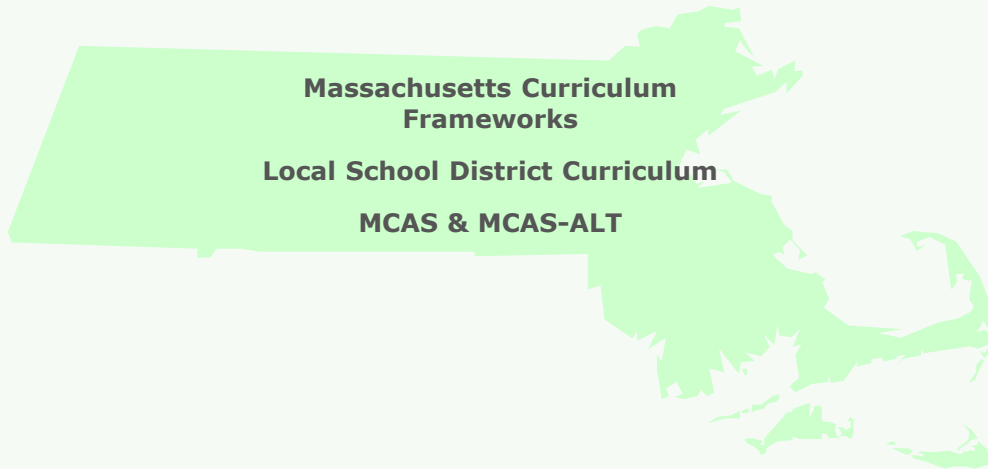 Massachusetts Curriculum
Frameworks
Local School District Curriculum
MCAS & MCAS-ALT